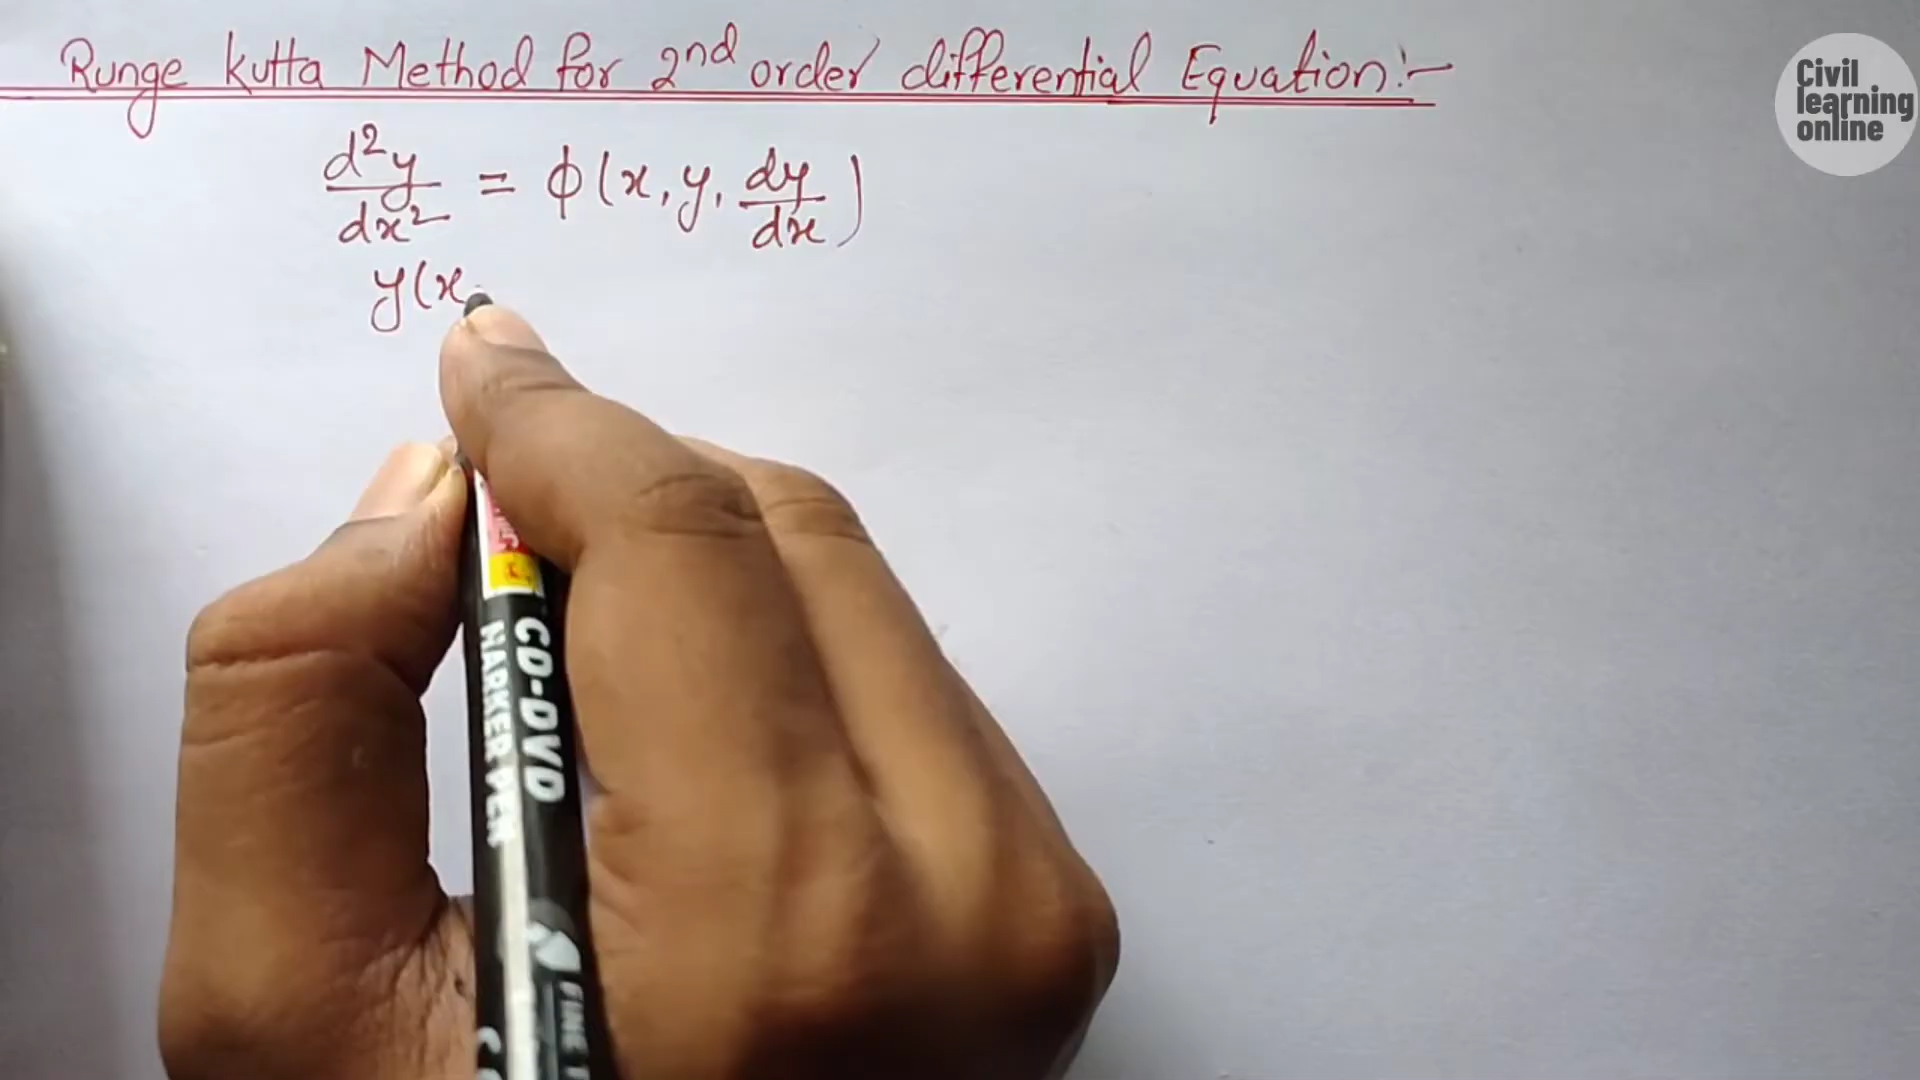 Runge kutta Method for 2nd order differential Equation:-
d²y/dx² = ϕ(x, y, dy/dx)
y(x
Civil
learning
online
CD-DVD
MARKER PEN